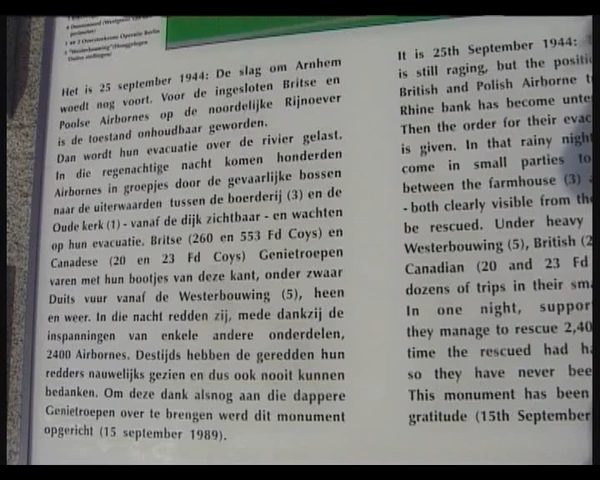 perimeter)
"Westerbouwing"/Hooggelegen
Duitse stellingen)
Het is 25 september 1944: De slag om Arnhem
woedt nog voort. Voor de ingesloten Britse en
Poolse Airbornes op de noordelijke Rijnoever
is de toestand onhoudbaar geworden.
Dan wordt hun evacuatie over de rivier gelast.
In die regenachtige nacht komen honderden
Airbornes in groepjes door de gevaarlijke bossen
naar de uiterwaarden tussen de boerderij (3) en de
Oude kerk (1) - vanaf de dijk zichtbaar - en wachten
op hun evacuatie. Britse (260 en 553 Fd Coys) en
Canadese (20 en 23 Fd Coys) Genietroepen
varen met hun bootjes van deze kant, onder zwaar
Duits vuur vanaf de Westerbouwing (5), heen
en weer. In die nacht redden zij, mede dankzij de
inspanningen van enkele andere onderdelen,
2400 Airbornes. Destijds hebben de geredden hun
redders nauwelijks gezien en dus ook nooit kunnen
bedanken. Om deze dank alsnog aan die dappere
Genietroepen over te brengen werd dit monument
opgericht (15 september 1989).
It is 25th September 1944:
is still raging, but the positi
British and Polish Airborne t
Rhine bank has become unte
Then the order for their evac
is given. In that rainy nigh
come in small parties to
between the farmhouse (3)
- both clearly visible from the
be rescued. Under heavy
Westerbouwing (5), British (2
Canadian (20 and 23 Fd
dozens of trips in their sma
In one night, suppor
they manage to rescue 2,40
time the rescued had ha
so they have never bee
This monument has been
gratitude (15th September